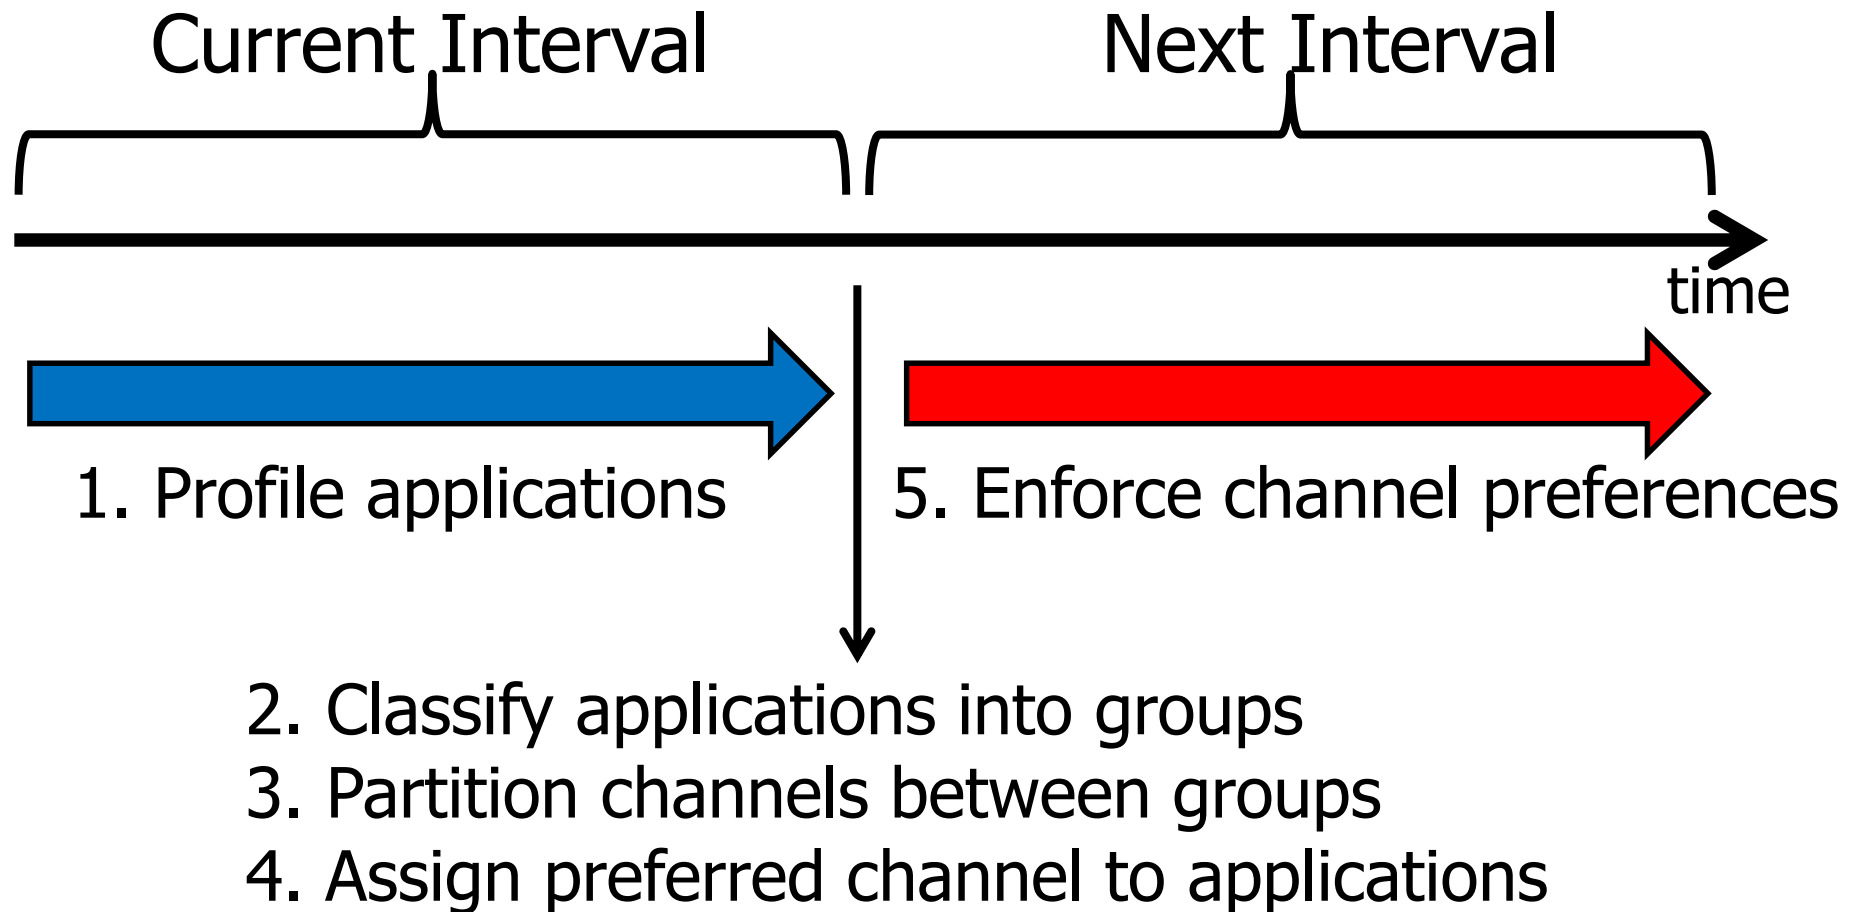 Current Interval
Next Interval
time
1. Profile applications
5. Enforce channel preferences
2. Classify applications into groups
3. Partition channels between groups
4. Assign preferred channel to applications